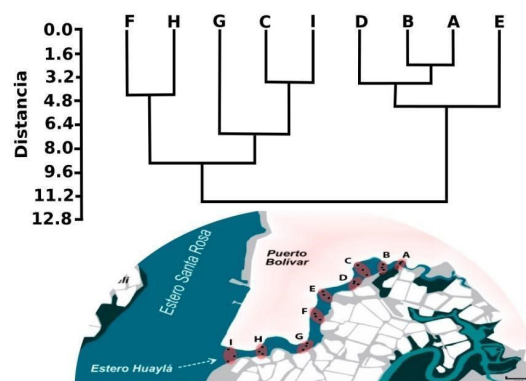 F H G C I D B A E
Distancia
0.0
1.6
3.2
4.8
6.4
8.0
9.6
11.2
12.8
Estero Santa Rosa
Puerto
Bolívar
C B A
D
E
F
I H G
Estero Huaylá